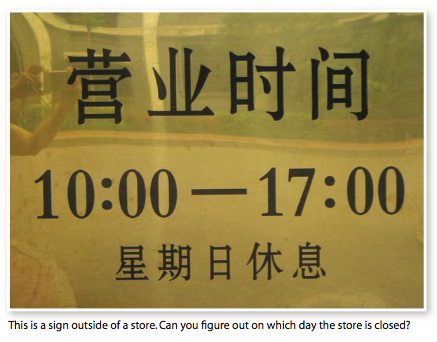 营业时间
10:00—17:00
星期日休息
This is a sign outside of a store. Can you figure out on which day the store is closed?